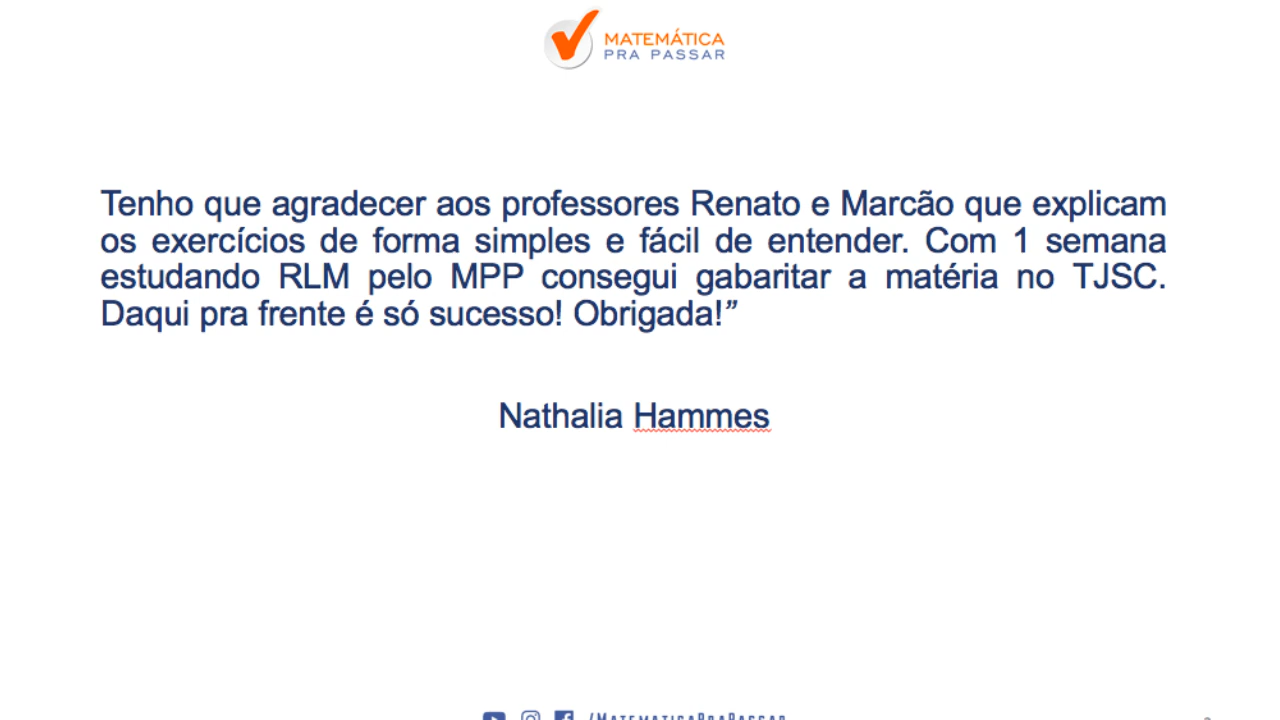 MATEMÁTICA
PRA PASSAR
Tenho que agradecer aos professores Renato e Marcão que explicam
os exercícios de forma simples e fácil de entender. Com 1 semana
estudando RLM pelo MPP consegui gabaritar a matéria no TJSC.
Daqui pra frente é só sucesso! Obrigada!”
Nathalia Hammes
/MATEMATICAPRAPASSAR